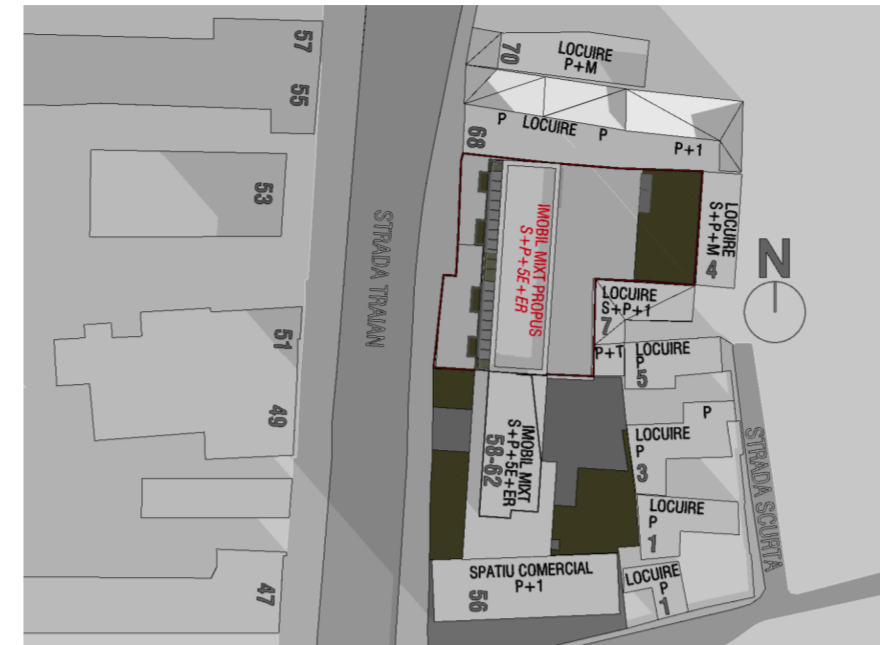 57
55
53
51
49
47
STRADA TRAIAN
70
LOCUIRE
P+M
68
P LOCUIRE P
P+1
IMOBIL MIXT PROPUS
S+P+5E+ER
LOCUIRE
S+P+M
4
N
LOCUIRE
S+P+1
7
P+T
LOCUIRE
P
5
P
LOCUIRE
P
3
LOCUIRE
P
1
LOCUIRE
P
1
STRADA SCURTA
IMOBIL MIXT
S+P+5E+ER
58-62
SPATIU COMERCIAL
P+1
56